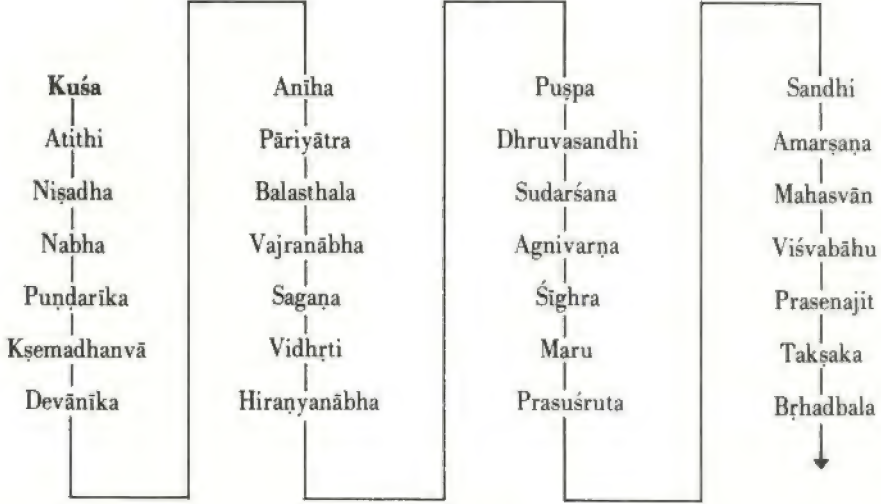 Kuśa
Atithi
Niṣadha
Nabha
Puṇḍarīka
Kṣemadhanvā
Devānīka
Anīha
Pāriyātra
Balasthala
Vajranābha
Sagaṇa
Vidhṛti
Hiraṇyanābha
Puṣpa
Dhruvasandhi
Sudarśana
Agnivarṇa
Śīghra
Maru
Prasuśruta
Sandhi
Amarṣaṇa
Mahasvān
Viśvabāhu
Prasenajit
Takṣaka
Bṛhadbala